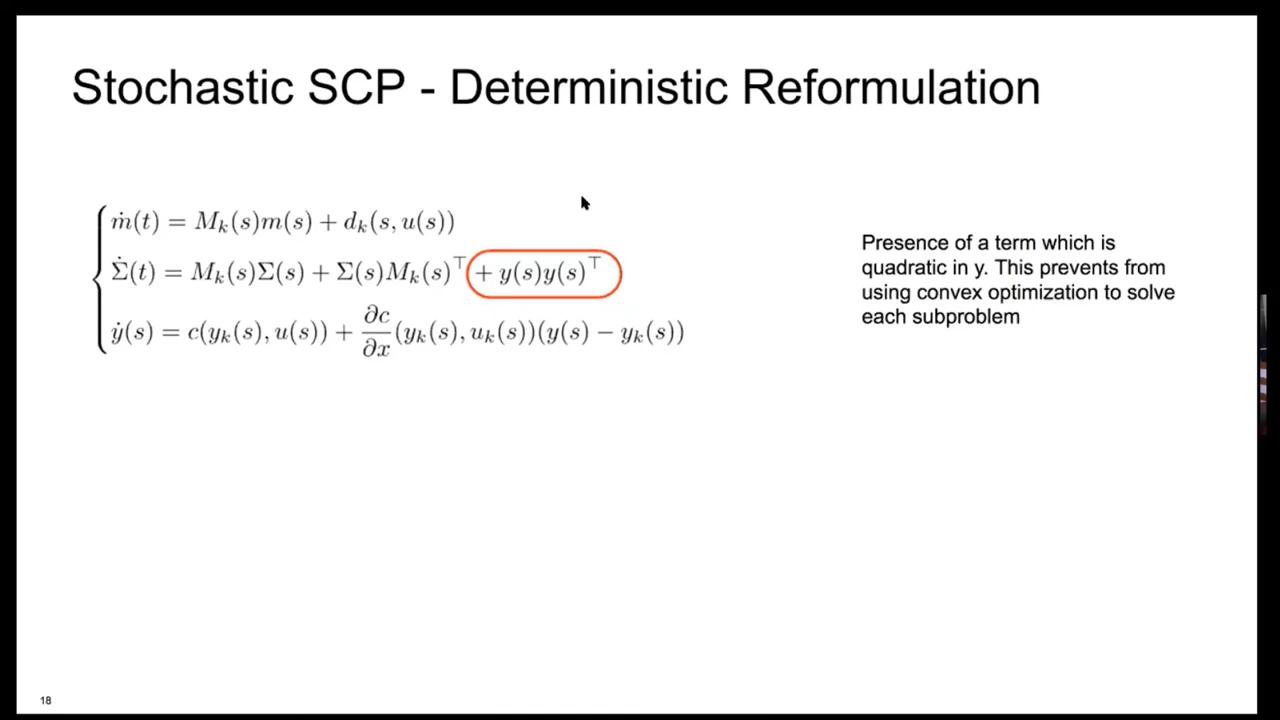 Stochastic SCP - Deterministic Reformulation
ṁ(t) = M_k(s)m(s) + d_k(s, u(s))
Σ̇(t) = M_k(s)Σ(s) + Σ(s)M_k(s)^⊤ + y(s)y(s)^⊤
ẏ(s) = c(y_k(s), u(s)) + ∂c/∂x (y_k(s), u_k(s))(y(s) − y_k(s))
Presence of a term which is
quadratic in y. This prevents from
using convex optimization to solve
each subproblem
18